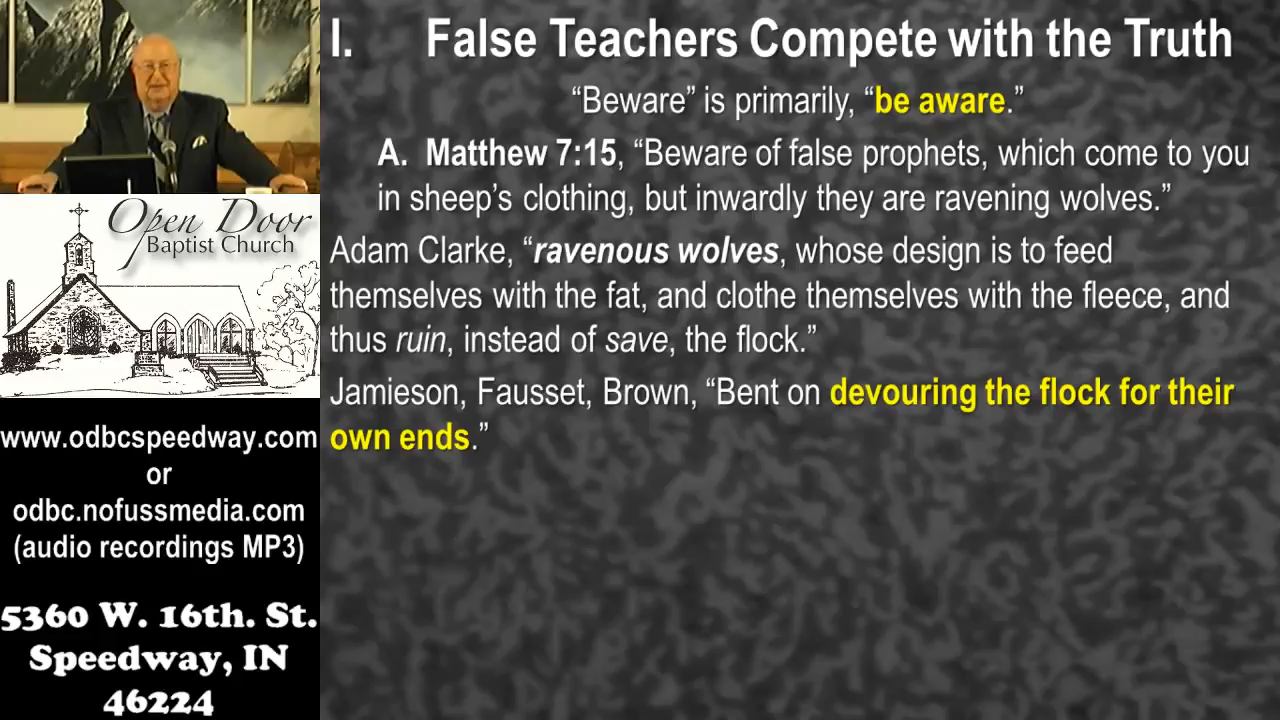 I. False Teachers Compete with the Truth
“Beware” is primarily, “be aware.”
A. Matthew 7:15, “Beware of false prophets, which come to you
in sheep’s clothing, but inwardly they are ravening wolves.”
Adam Clarke, “ravenous wolves, whose design is to feed
themselves with the fat, and clothe themselves with the fleece, and
thus ruin, instead of save, the flock.”
Jamieson, Fausset, Brown, “Bent on devouring the flock for their
own ends.”
Open Door
Baptist Church
www.odbcspeedway.com
or
odbc.nofussmedia.com
(audio recordings MP3)
5360 W. 16th. St.
Speedway, IN
46224